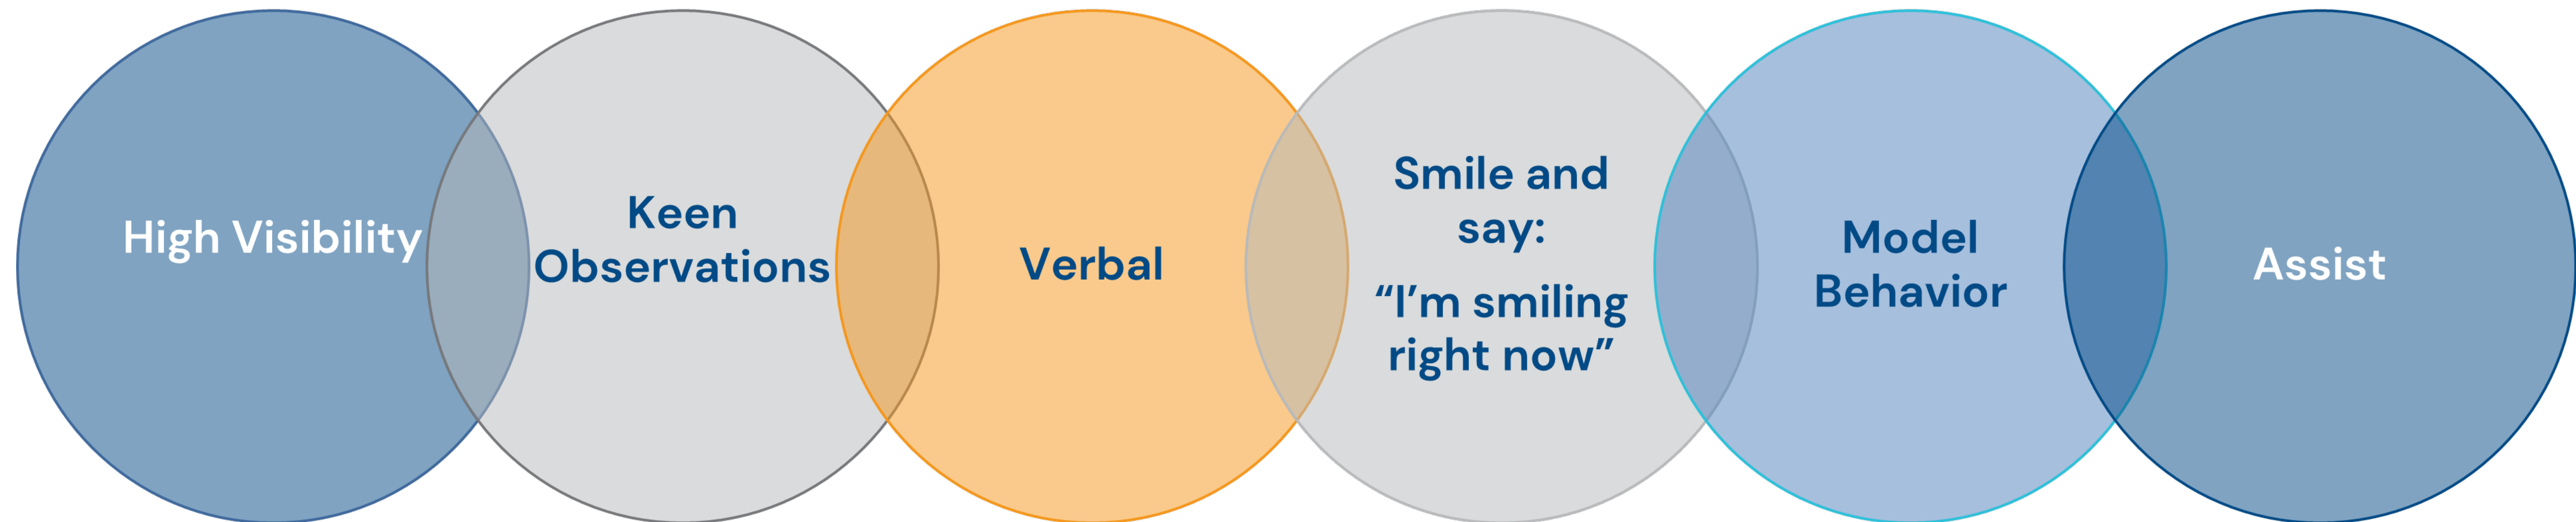 High Visibility
Keen
Observations
Verbal
Smile and
say:
“I’m smiling
right now”
Model
Behavior
Assist